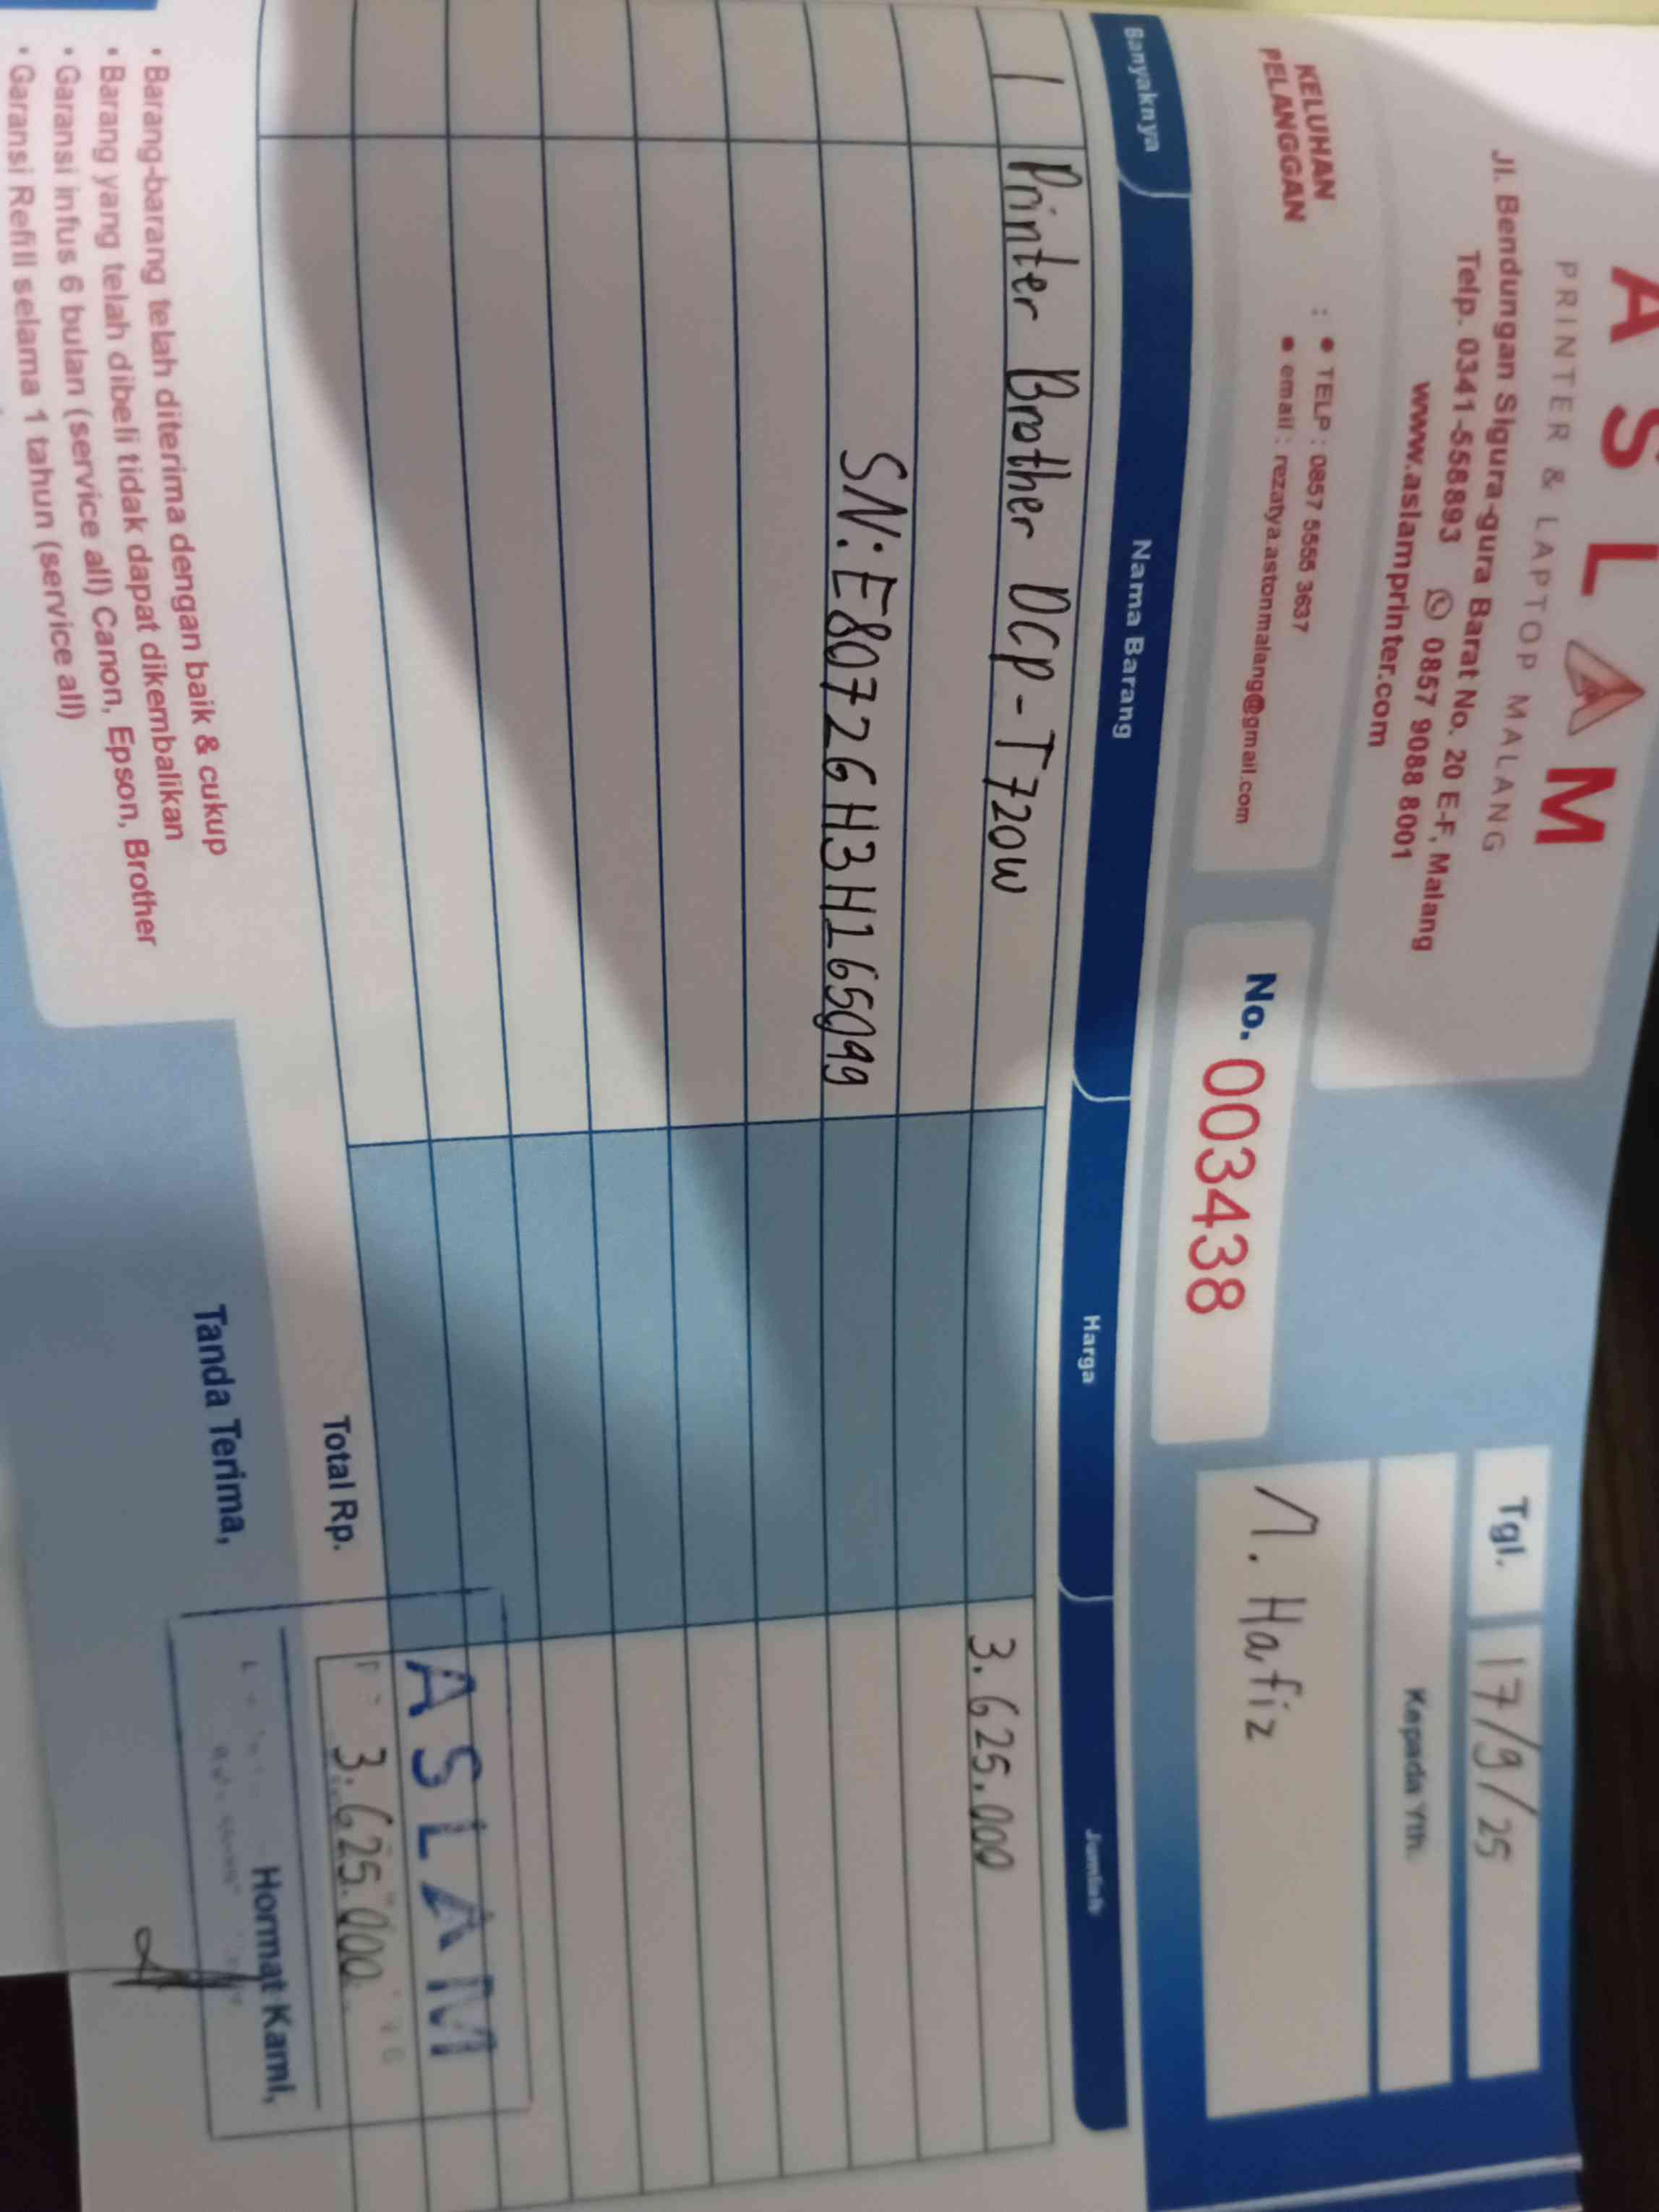 ASLAM
PRINTER & LAPTOP MALANG
Jl. Bendungan Sigura-gura Barat No. 20 E-F, Malang
Telp. 0341-558893 0857 9088 8001
www.aslamprinter.com
KELUHAN PELANGGAN : • TELP : 0857 5555 3637
• email : rezatya.astonmalang@gmail.com
No. 003438
Tgl. 17/9/25
Kepada Yth.
1. Hafiz
Banyaknya Nama Barang Harga Jumlah
1 Printer Brother DCP-T720W 3.625.000
SN: E80726H3H165099
Total Rp. 3.625.000
ASLAM
• Barang-barang telah diterima dengan baik & cukup
• Barang yang telah dibeli tidak dapat dikembalikan
• Garansi infus 6 bulan (service all) Canon, Epson, Brother
• Garansi Refill selama 1 tahun (service all)
Tanda Terima,
Hormat Kami,